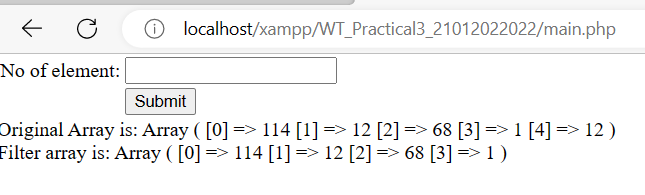 localhost/xampp/WT_Practical3_21012022022/main.php
No of element:
Submit
Original Array is: Array ( [0] => 114 [1] => 12 [2] => 68 [3] => 1 [4] => 12 )
Filter array is: Array ( [0] => 114 [1] => 12 [2] => 68 [3] => 1 )